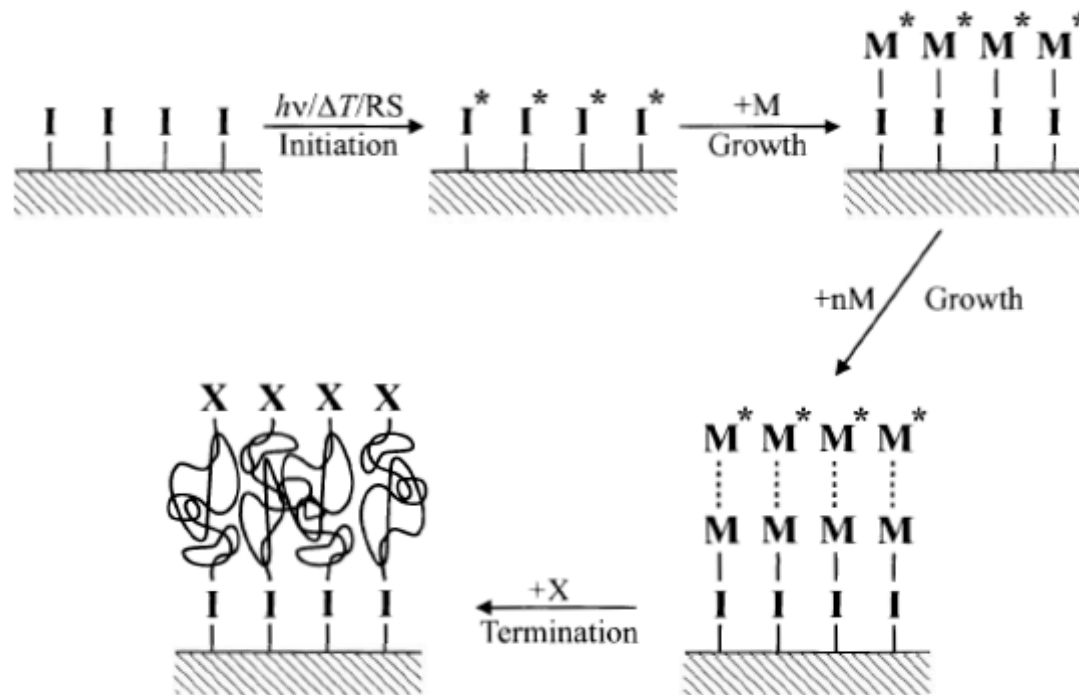 M* M* M* M*
I I I I
hν/ΔT/RS
Initiation
I* I* I* I*
+M
Growth
I I I I
+nM
Growth
M* M* M* M*
M M M M
I I I I
+X
Termination
X X X X
I I I I